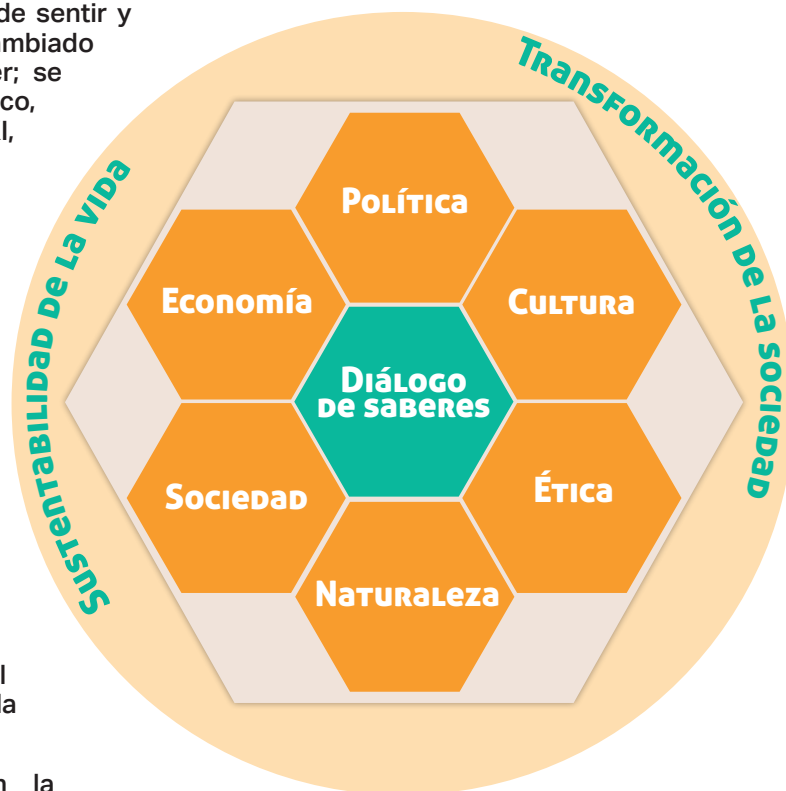 de sentir y
ambiado
er; se
co,
l,
Transformación de la sociedad
Sustentabilidad de la vida
Política
Economía
Cultura
Diálogo
de saberes
Sociedad
Ética
Naturaleza
l
la
la